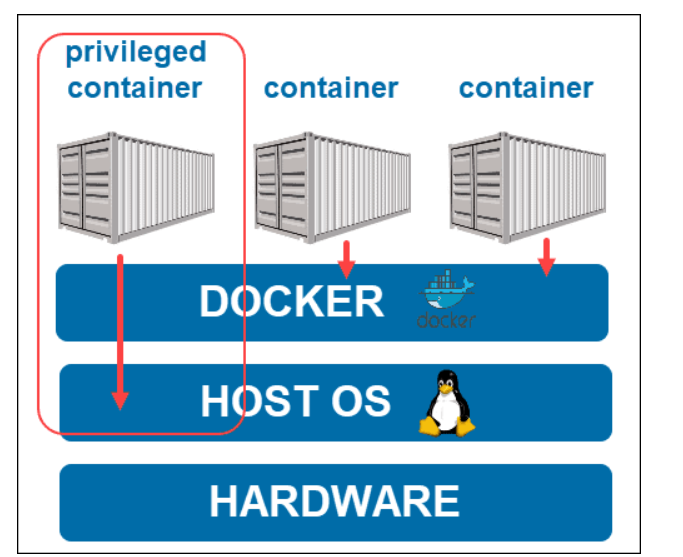 privileged
container
container
container
DOCKER
docker
HOST OS
HARDWARE